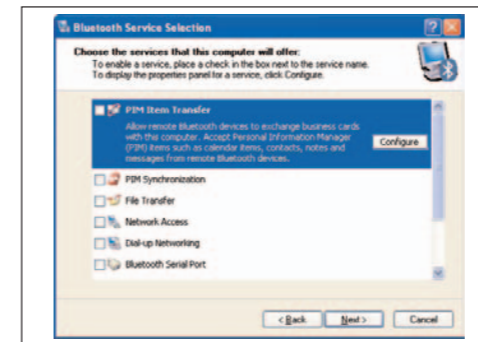 Bluetooth Service Selection
Choose the services that this computer will offer:
To enable a service, place a check in the box next to the service name.
To display the properties panel for a service, click Configure.
PIM Item Transfer
Allow remote Bluetooth devices to exchange business cards
with this computer. Accept Personal Information Manager
(PIM) items such as calendar items, contacts, notes and
messages from remote Bluetooth devices.
Configure
PIM Synchronization
File Transfer
Network Access
Dial-up Networking
Bluetooth Serial Port
< Back
Next >
Cancel